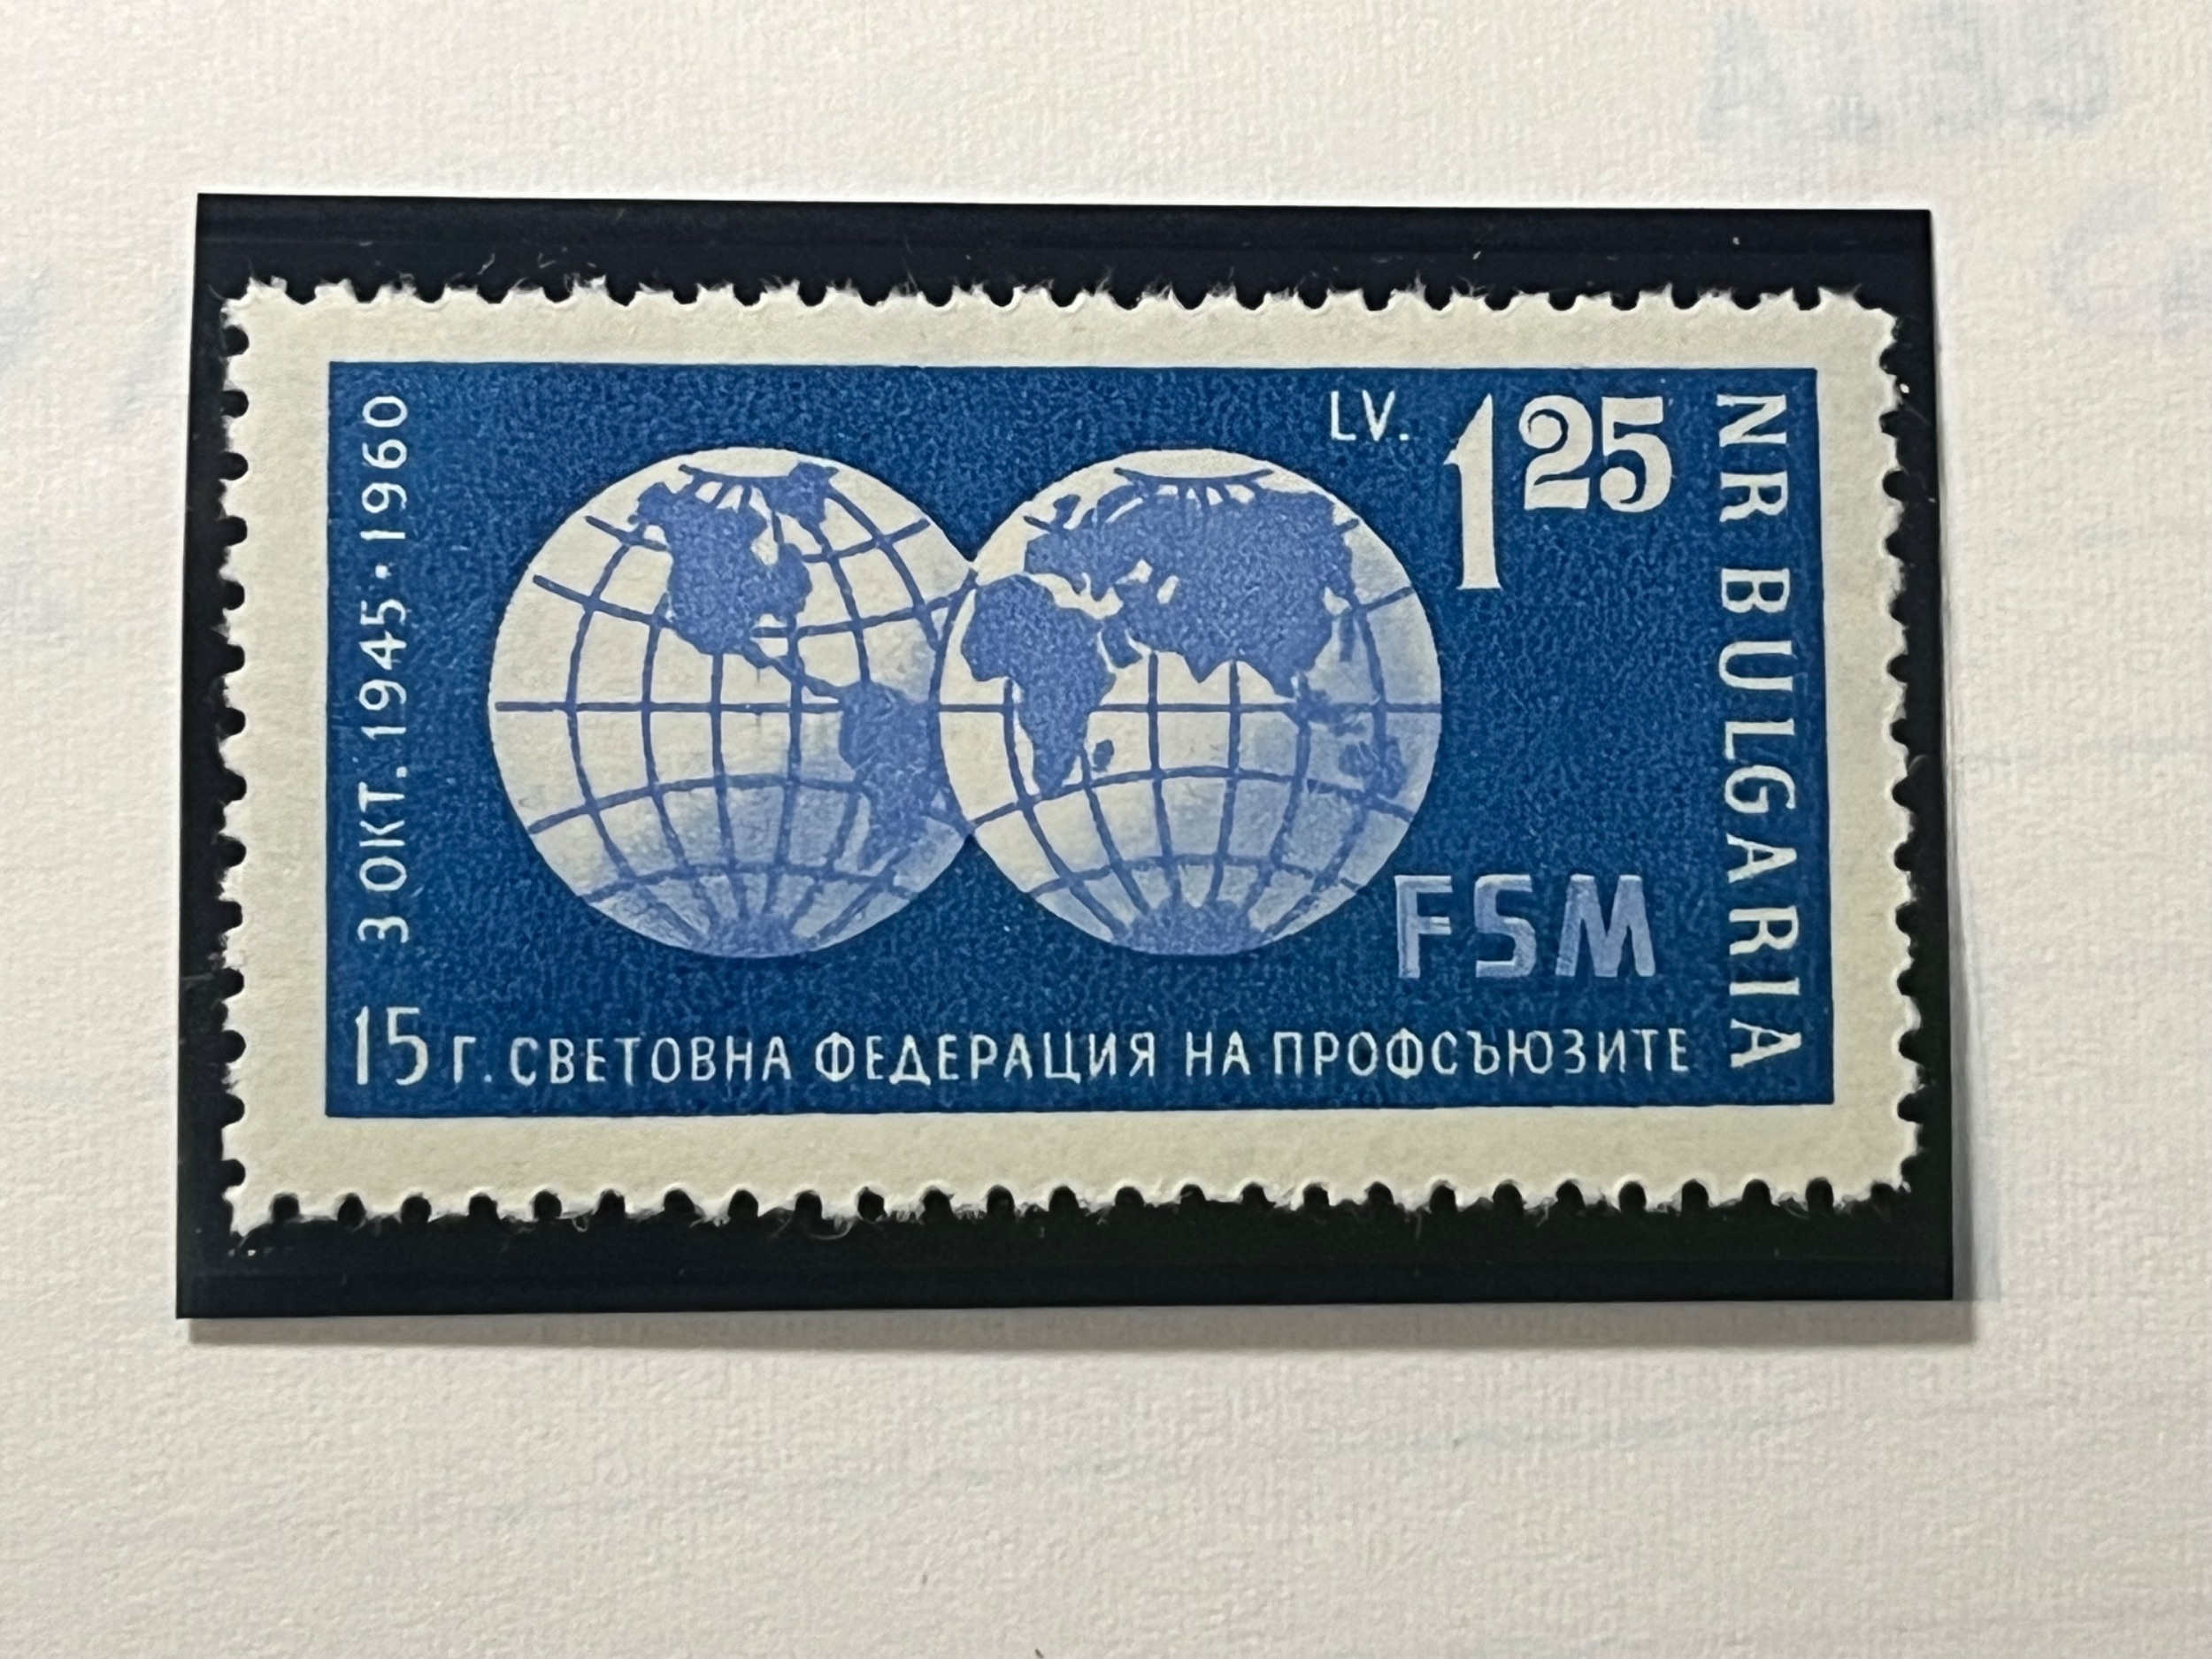 3 ОКТ. 1945·1960
LV. 1 25
NR BULGARIA
FSM
15 Г. СВЕТОВНА ФЕДЕРАЦИЯ НА ПРОФСЪЮЗИТЕ